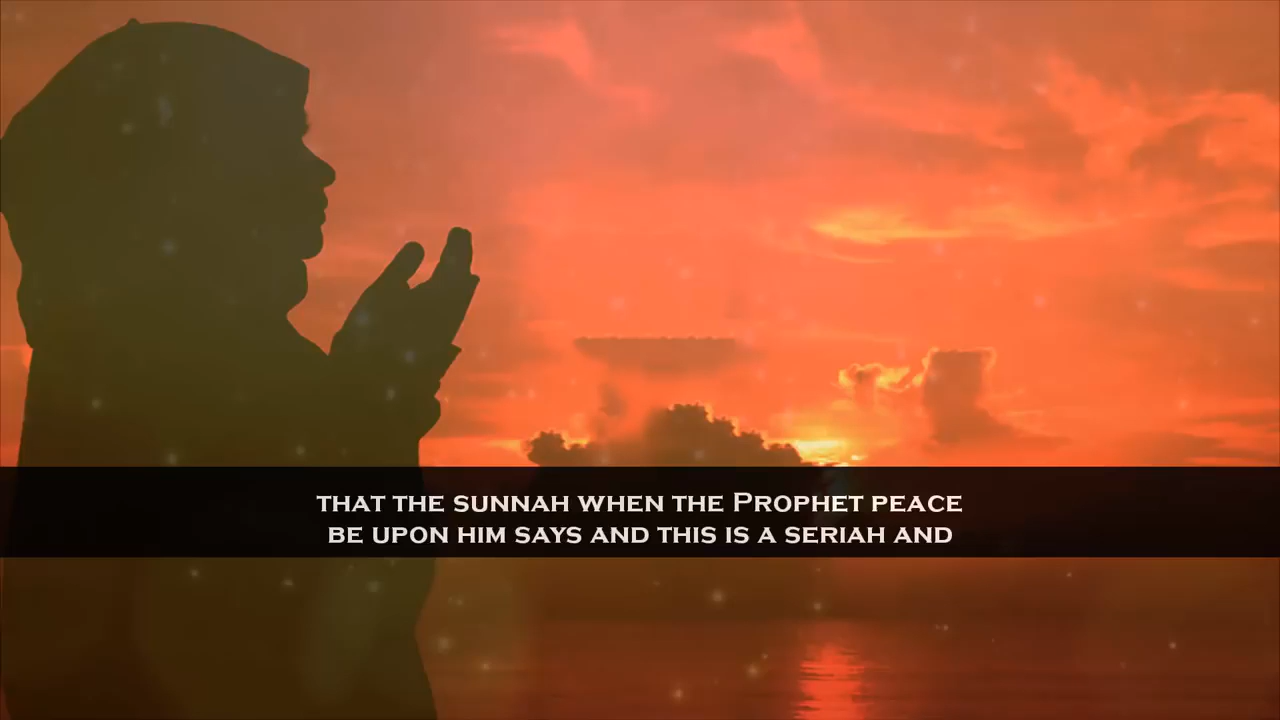 THAT THE SUNNAH WHEN THE PROPHET PEACE
BE UPON HIM SAYS AND THIS IS A SERIAH AND